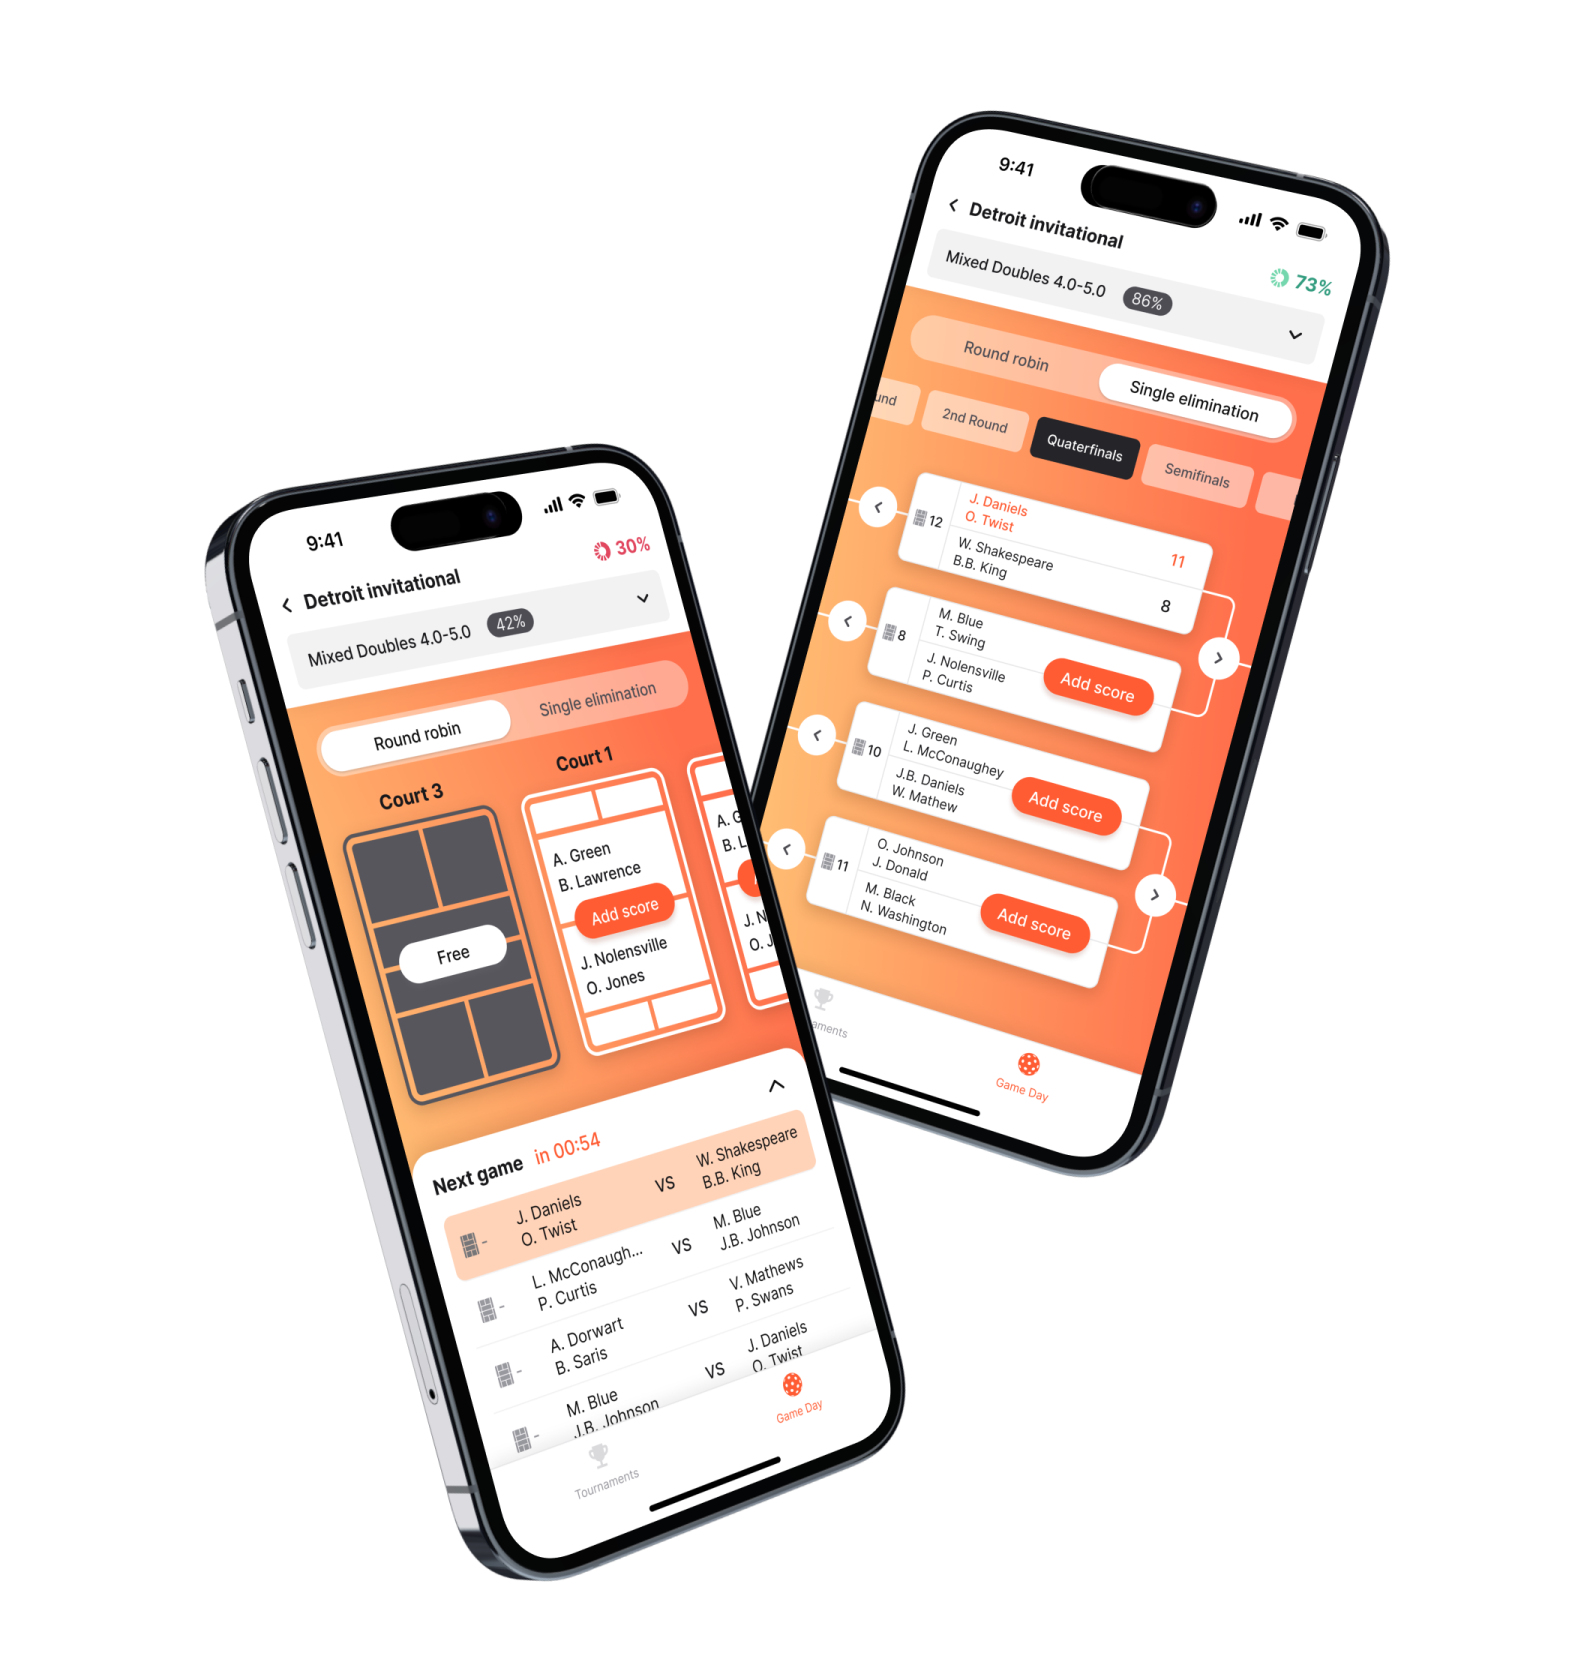 9:41
30%
Detroit invitational
Mixed Doubles 4.0-5.0 42%
Round robin Single elimination
Court 3 Court 1
Free
A. Green
B. Lawrence
Add score
J. Nolensville
O. Jones
Next game in 00:54
J. Daniels
O. Twist
VS
W. Shakespeare
B.B. King
-
L. McConaugh...
P. Curtis
VS
M. Blue
J.B. Johnson
-
A. Dorwart
B. Saris
VS
V. Mathews
P. Swans
-
M. Blue
J.B. Johnson
VS
J. Daniels
O. Twist
-
Tournaments
Game Day
9:41
Detroit invitational
73%
Mixed Doubles 4.0-5.0 86%
Round robin Single elimination
2nd Round Quaterfinals Semifinals
12
J. Daniels
O. Twist
11
W. Shakespeare
B.B. King
8
8
M. Blue
T. Swing
J. Nolensville
P. Curtis
Add score
10
J. Green
L. McConaughey
J.B. Daniels
W. Mathew
Add score
11
O. Johnson
J. Donald
M. Black
N. Washington
Add score
Game Day